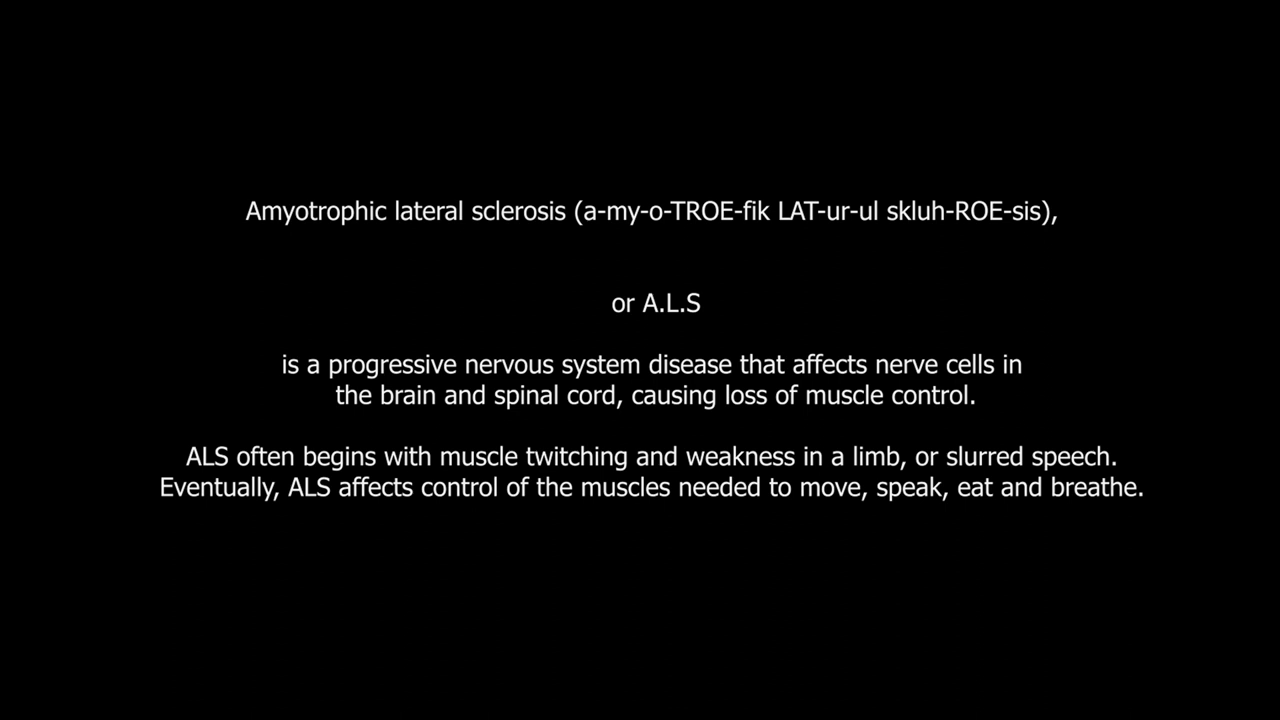 Amyotrophic lateral sclerosis (a-my-o-TROE-fik LAT-ur-ul skluh-ROE-sis),
or A.L.S
is a progressive nervous system disease that affects nerve cells in
the brain and spinal cord, causing loss of muscle control.
ALS often begins with muscle twitching and weakness in a limb, or slurred speech.
Eventually, ALS affects control of the muscles needed to move, speak, eat and breathe.